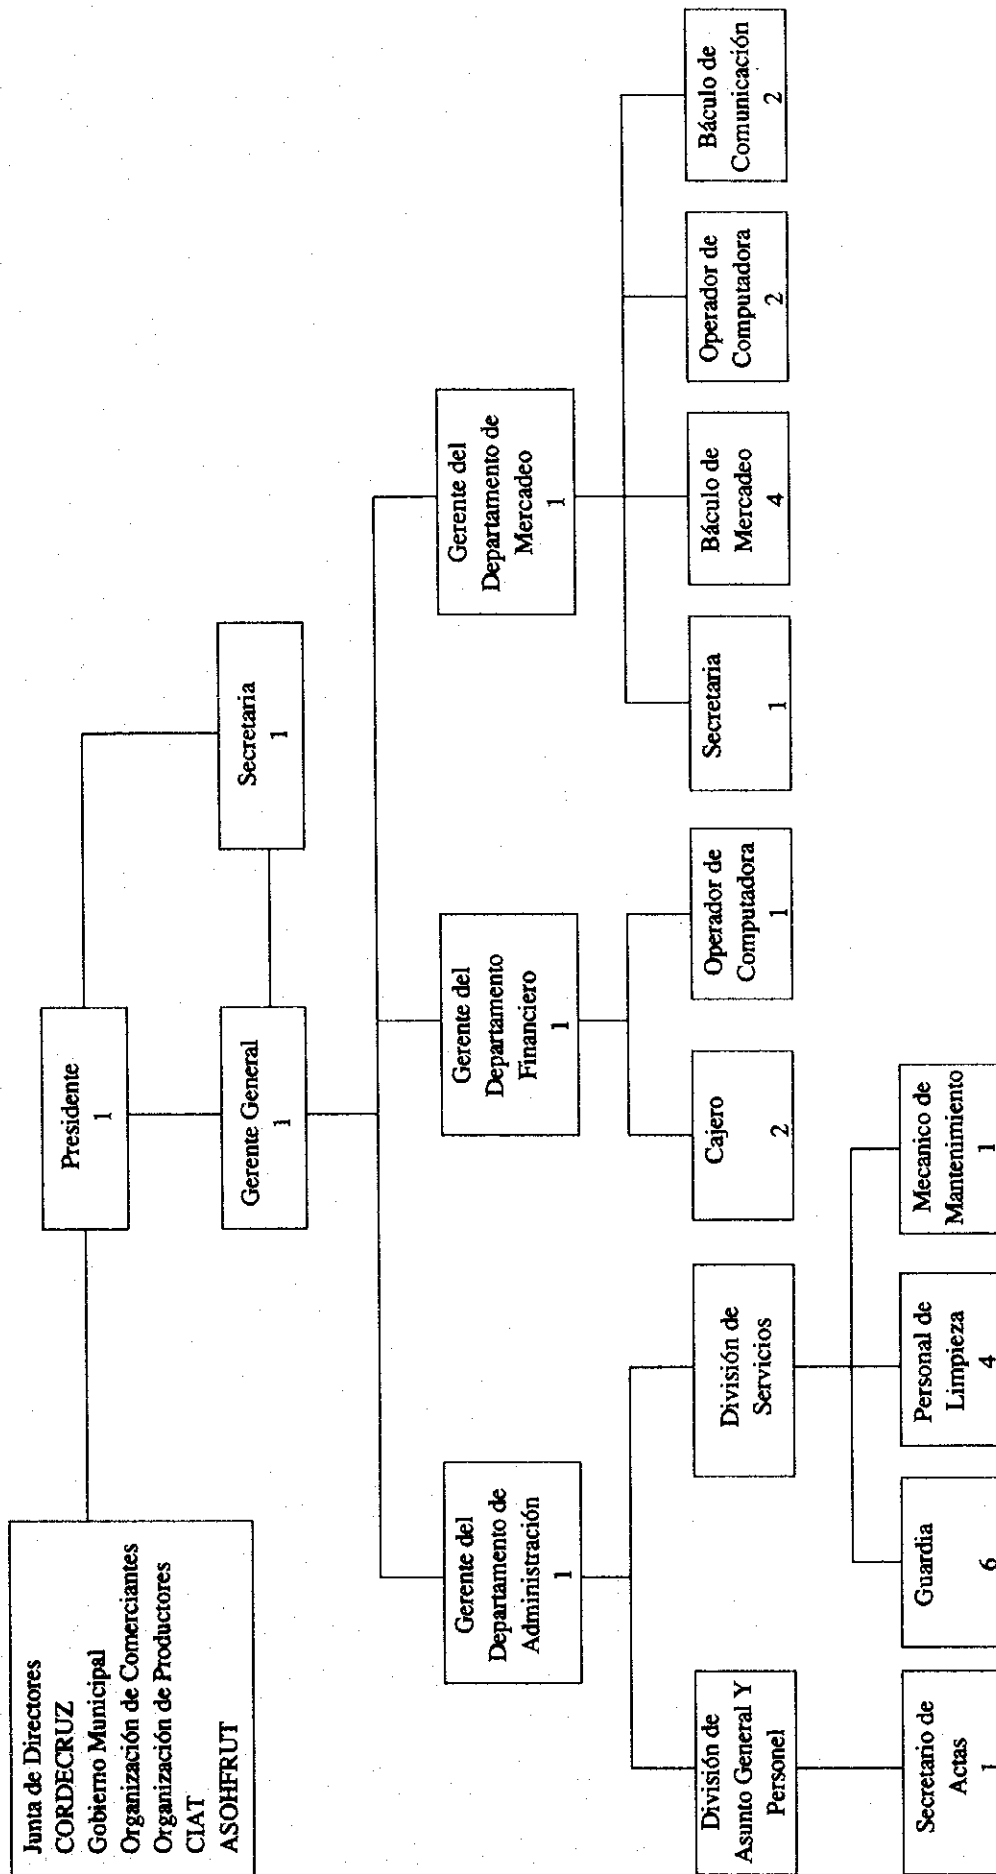 Junta de Directores
CORDECRUZ
Gobierno Municipal
Organización de Comerciantes
Organización de Productores
CIAT
ASOHFRUT
Presidente
1
Secretaria
1
Gerente General
1
Gerente del
Departamento de
Administración
1
Gerente del
Departamento
Financiero
1
Gerente del
Departamento de
Mercadeo
1
División de
Asunto General Y
Personel
División de
Servicios
Cajero
2
Operador de
Computadora
1
Secretaria
1
Báculo de
Mercadeo
4
Operador de
Computadora
2
Báculo de
Comunicación
2
Secretario de
Actas
1
Guardia
6
Personal de
Limpieza
4
Mecanico de
Mantenimiento
1